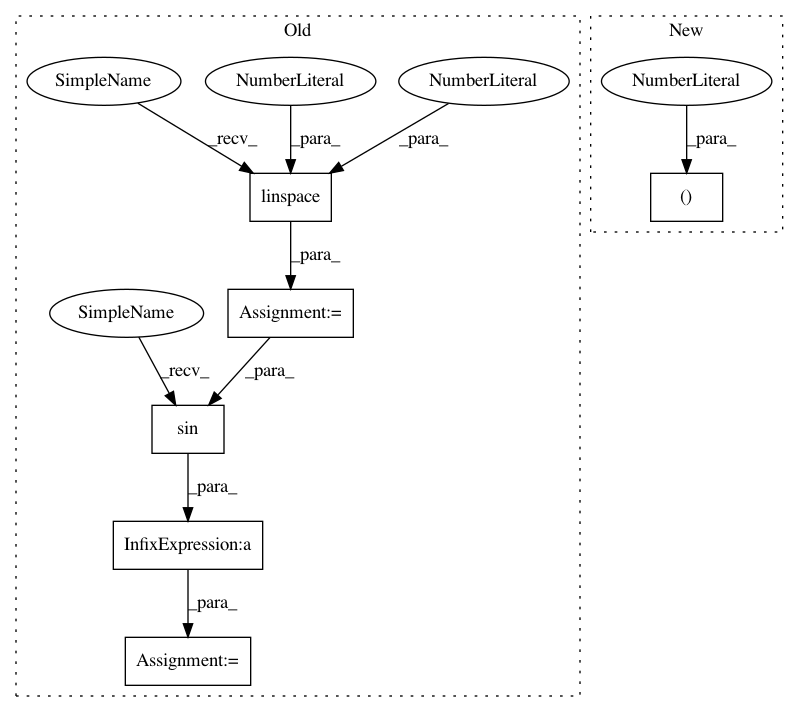 Old
New
SimpleName
NumberLiteral
NumberLiteral
NumberLiteral
_recv_
_para_
_para_
_para_
linspace
()
_para_
SimpleName
Assignment:=
_recv_
_para_
sin
_para_
InfixExpression:a
_para_
Assignment:=